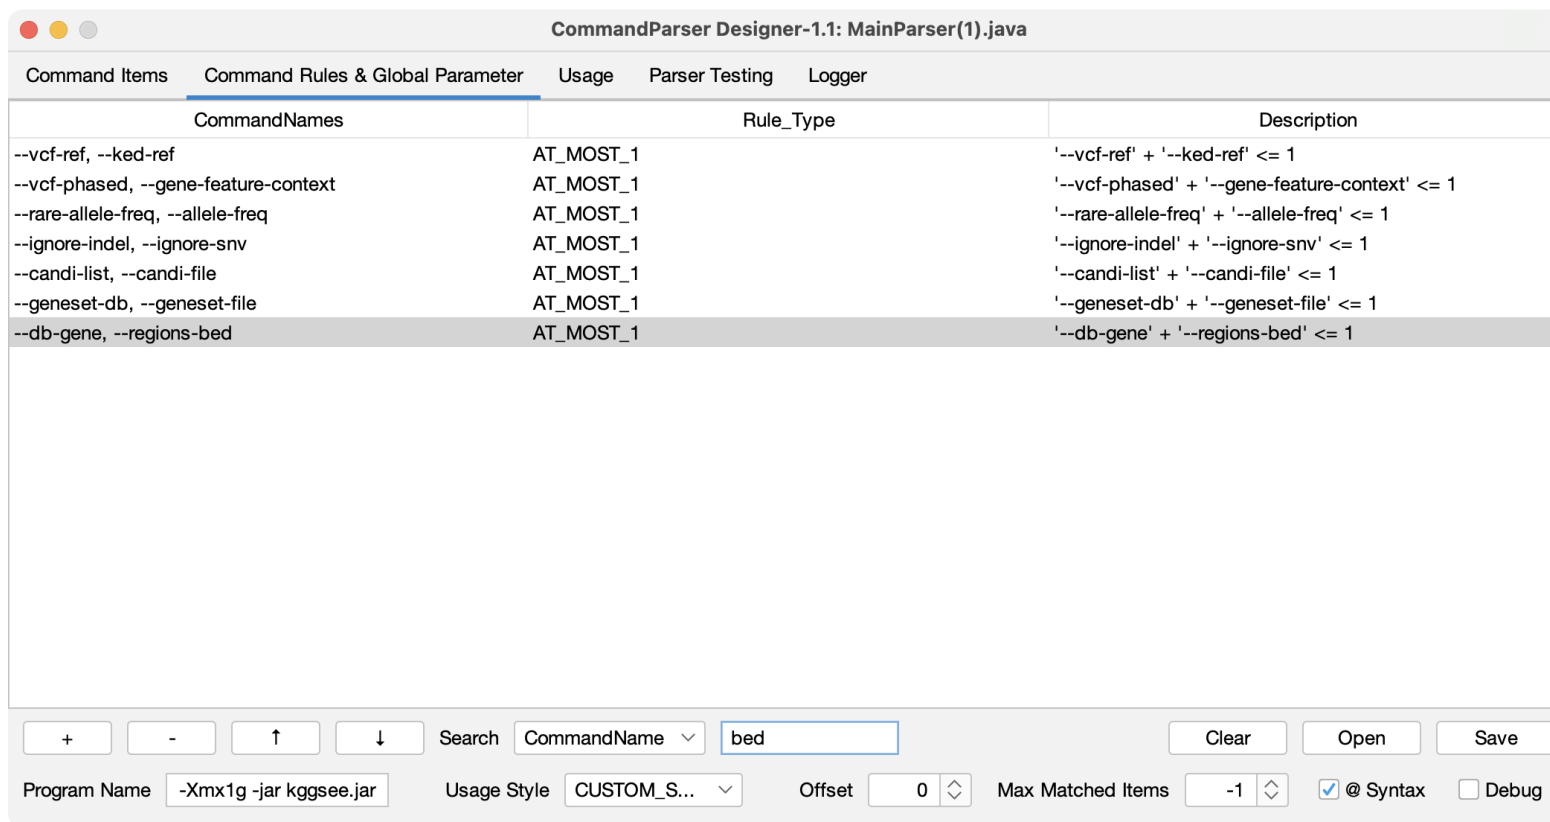 CommandParser Designer-1.1: MainParser(1).java
Command Items Command Rules & Global Parameter Usage Parser Testing Logger
CommandNames Rule_Type Description
--vcf-ref, --ked-ref AT_MOST_1 '--vcf-ref' + '--ked-ref' <= 1
--vcf-phased, --gene-feature-context AT_MOST_1 '--vcf-phased' + '--gene-feature-context' <= 1
--rare-allele-freq, --allele-freq AT_MOST_1 '--rare-allele-freq' + '--allele-freq' <= 1
--ignore-indel, --ignore-snv AT_MOST_1 '--ignore-indel' + '--ignore-snv' <= 1
--candi-list, --candi-file AT_MOST_1 '--candi-list' + '--candi-file' <= 1
--geneset-db, --geneset-file AT_MOST_1 '--geneset-db' + '--geneset-file' <= 1
--db-gene, --regions-bed AT_MOST_1 '--db-gene' + '--regions-bed' <= 1
+ - ↑ ↓ Search CommandName bed Clear Open Save
Program Name -Xmx1g -jar kggsee.jar Usage Style CUSTOM_S... Offset 0 Max Matched Items -1 @ Syntax Debug